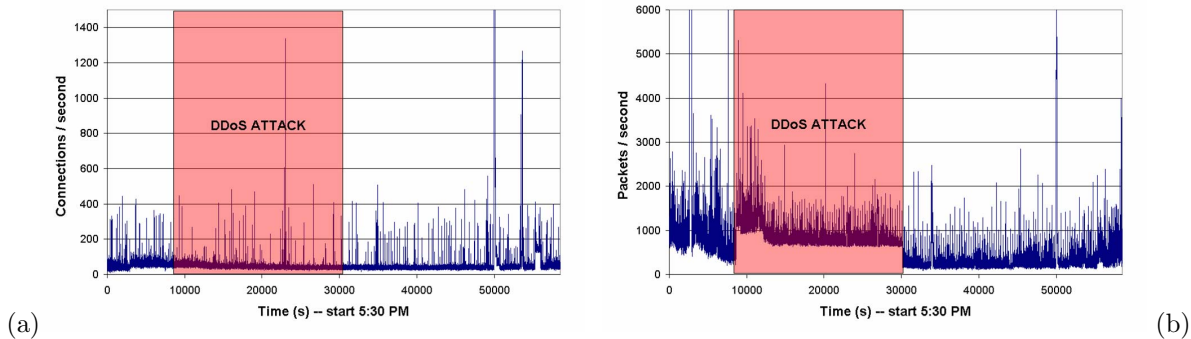 1400
1200
1000
800
600
400
200
0
Connections / second
DDoS ATTACK
0 10000 20000 30000 40000 50000
Time (s) -- start 5:30 PM
(a)
6000
5000
4000
3000
2000
1000
0
Packets / second
DDoS ATTACK
0 10000 20000 30000 40000 50000
Time (s) -- start 5:30 PM
(b)